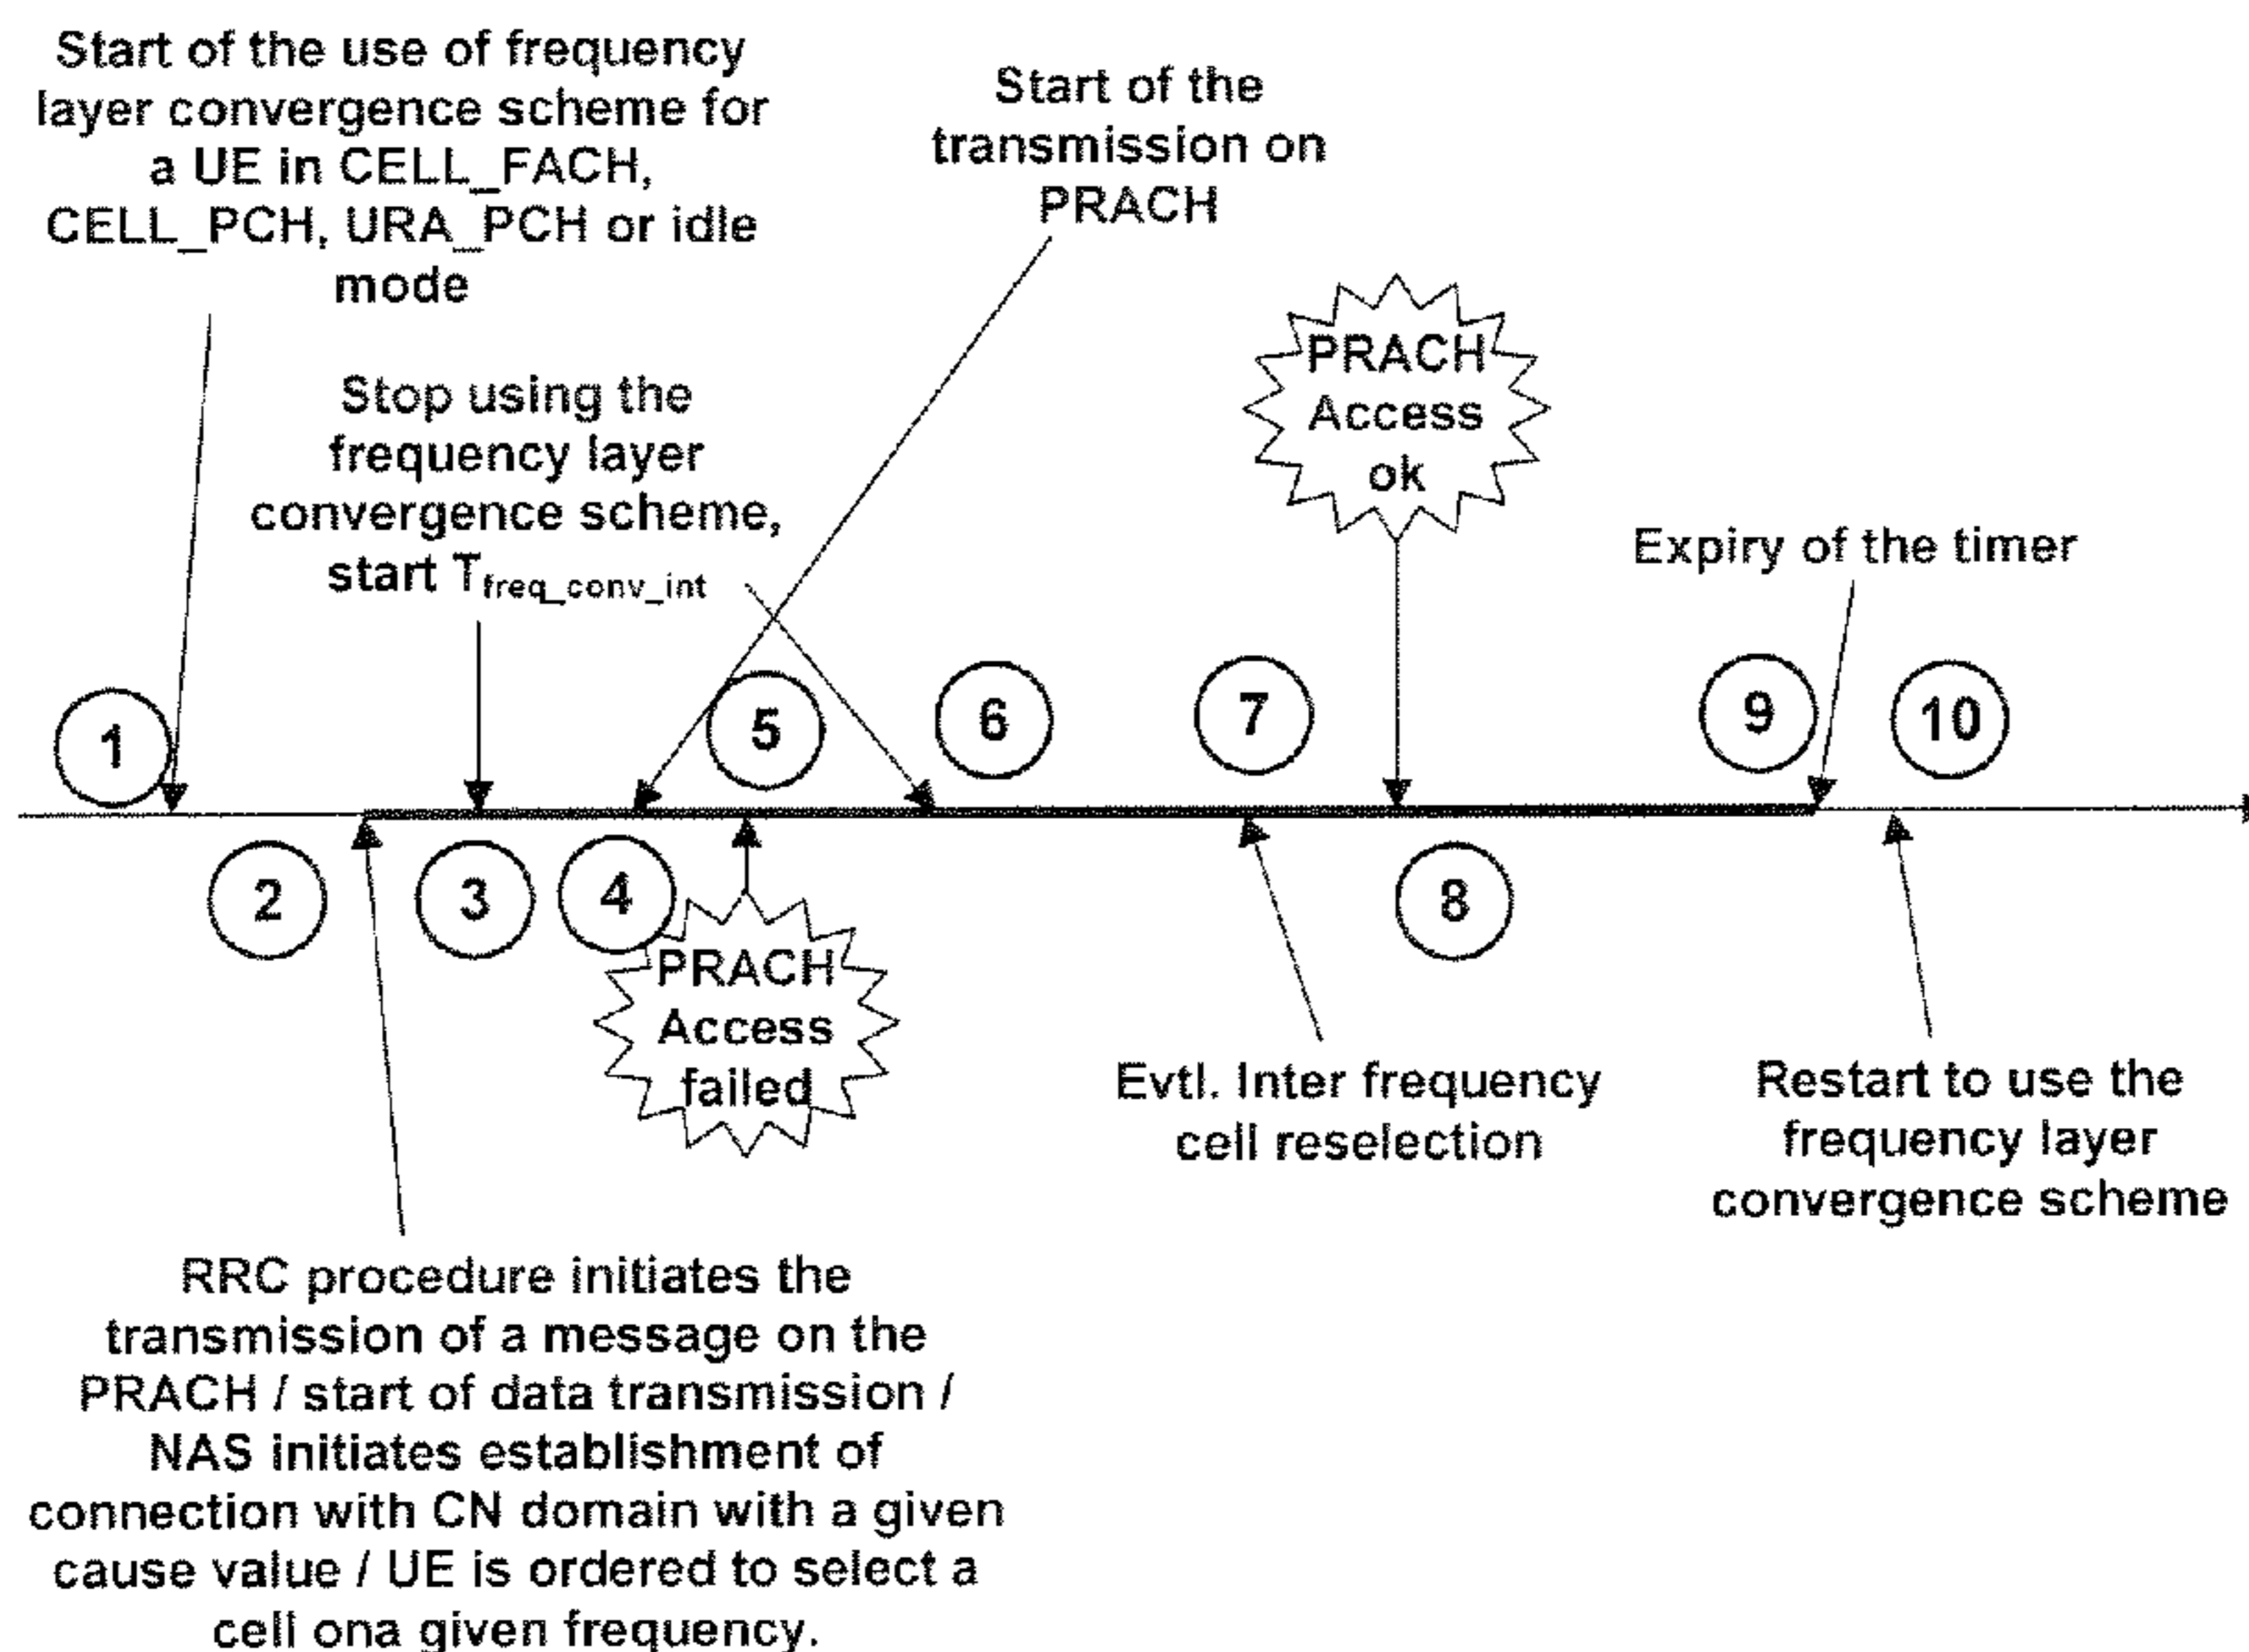 Start of the use of frequency
layer convergence scheme for
a UE in CELL_FACH,
CELL_PCH, URA_PCH or idle
mode
Start of the
transmission on
PRACH
Stop using the
frequency layer
convergence scheme,
start Tfreq_conv_int
PRACH
Access
ok
Expiry of the timer
1
5
6
7
9
10
2
3
4
8
PRACH
Access
failed
Evtl. Inter frequency
cell reselection
Restart to use the
frequency layer
convergence scheme
RRC procedure initiates the
transmission of a message on the
PRACH / start of data transmission /
NAS initiates establishment of
connection with CN domain with a given
cause value / UE is ordered to select a
cell ona given frequency.